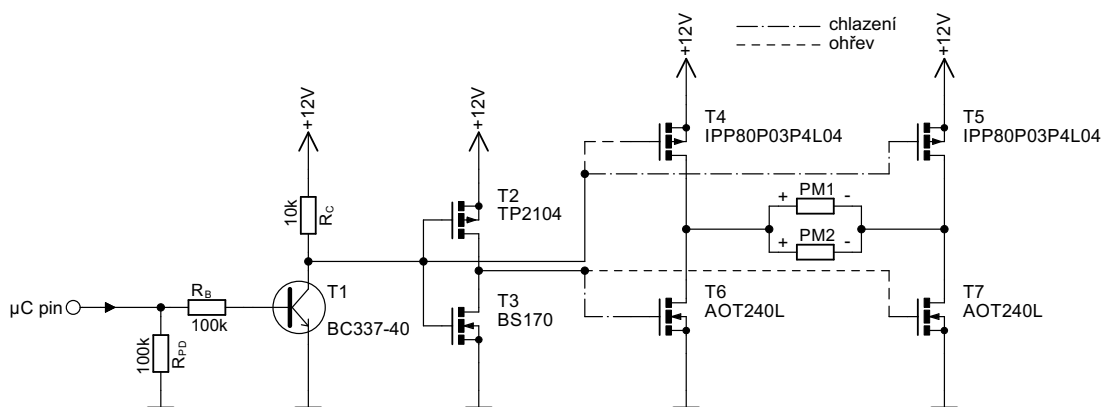 chlazení
ohřev
+12V
+12V
+12V
+12V
T4
IPP80P03P4L04
T5
IPP80P03P4L04
10k
RC
T2
TP2104
+ PM1 -
+ PM2 -
µC pin
RB
100k
T1
BC337-40
T3
BS170
T6
AOT240L
T7
AOT240L
100k
RPD